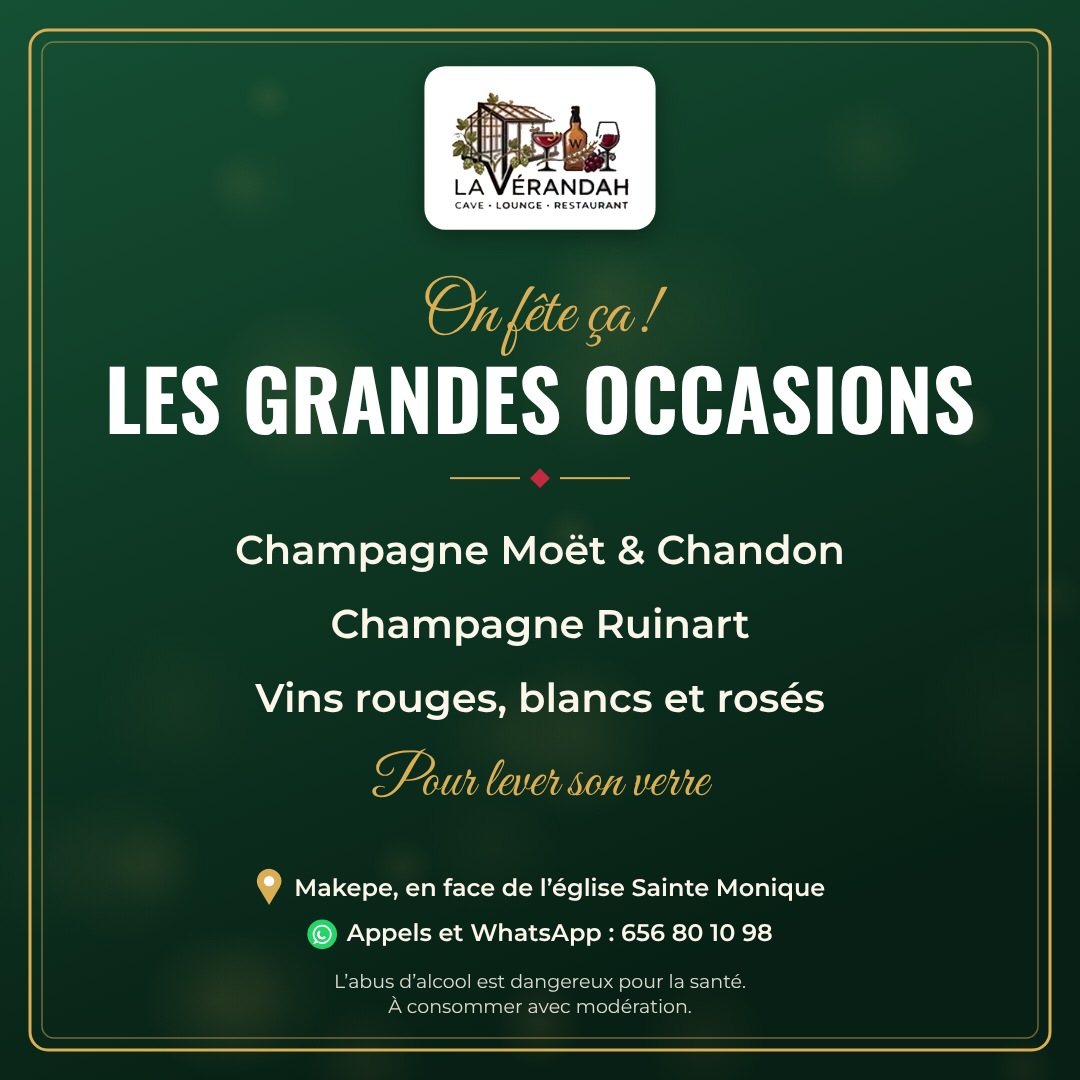 W
LA VÉRANDAH
CAVE • LOUNGE • RESTAURANT
On fête ça !
LES GRANDES OCCASIONS
Champagne Moët & Chandon
Champagne Ruinart
Vins rouges, blancs et rosés
Pour lever son verre
Makepe, en face de l’église Sainte Monique
Appels et WhatsApp : 656 80 10 98
L’abus d’alcool est dangereux pour la santé.
À consommer avec modération.